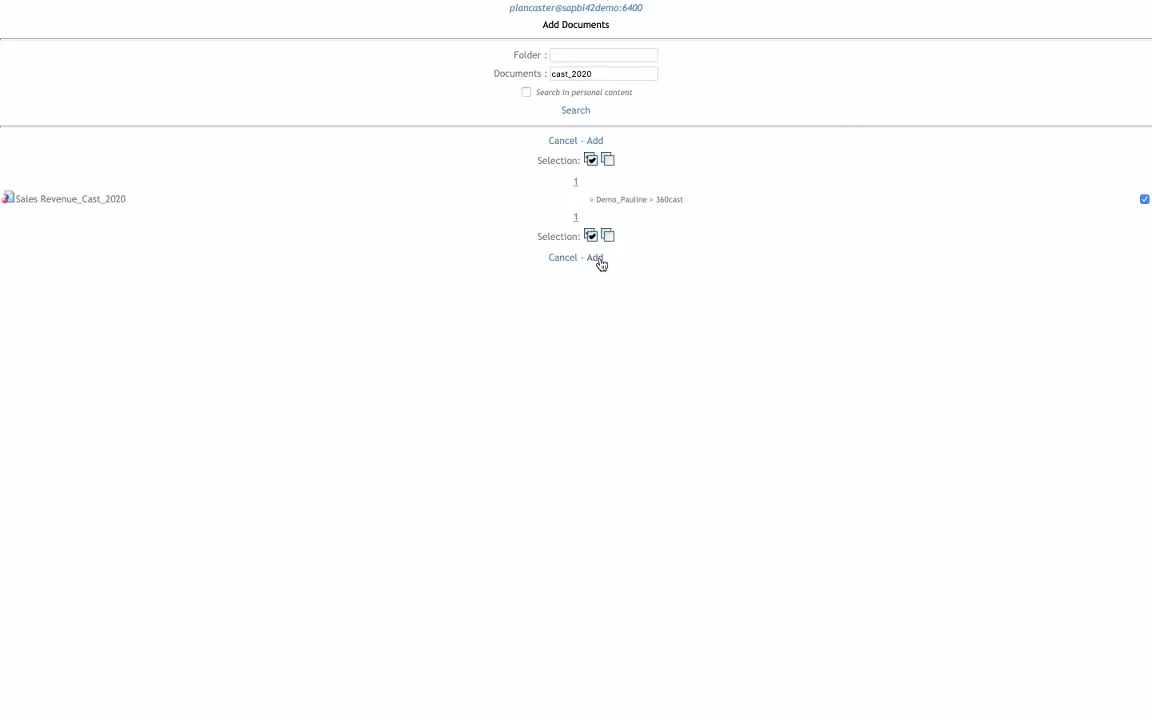 plancaster@sapbi42demo:6400
Add Documents
Folder :
Documents : cast_2020
Search in personal content
Search
Cancel - Add
Selection:
1
Sales Revenue_Cast_2020 > Demo_Pauline > 360cast
1
Selection:
Cancel - Add